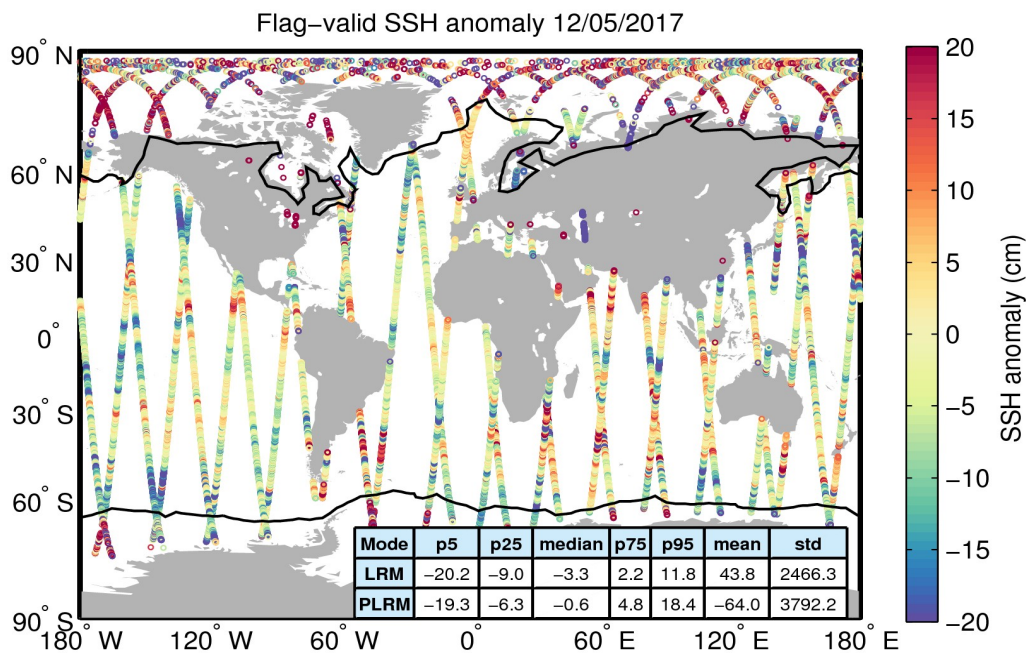 Flag−valid SSH anomaly 12/05/2017
90° N
60° N
30° N
0°
30° S
60° S
90° S
180° W 120° W 60° W 0° 60° E 120° E 180° E
Mode p5 p25 median p75 p95 mean std
LRM −20.2 −9.0 −3.3 2.2 11.8 43.8 2466.3
PLRM −19.3 −6.3 −0.6 4.8 18.4 −64.0 3792.2
20
15
10
5
0
−5
−10
−15
−20
SSH anomaly (cm)